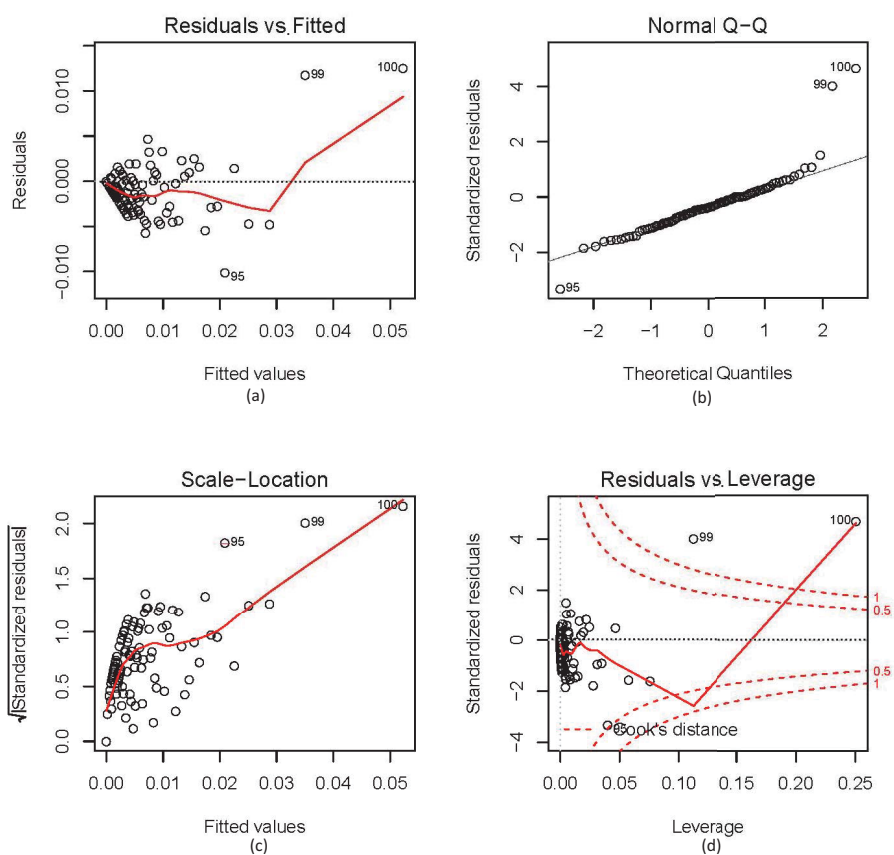 Residuals vs Fitted
Residuals
0.010
0.000
−0.010
99
100
95
0.00 0.01 0.02 0.03 0.04 0.05
Fitted values
(a)
Normal Q−Q
Standardized residuals
4
2
0
−2
100
99
95
−2 −1 0 1 2
Theoretical Quantiles
(b)
Scale−Location
√|Standardized residuals|
2.0
1.5
1.0
0.5
0.0
100
99
95
0.00 0.01 0.02 0.03 0.04 0.05
Fitted values
(c)
Residuals vs Leverage
Standardized residuals
4
2
0
−2
−4
100
99
1
0.5
0.5
1
95
ook's distance
0.00 0.05 0.10 0.15 0.20 0.25
Leverage
(d)